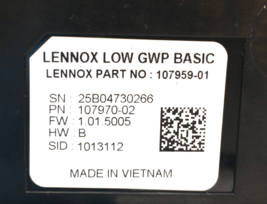 LENNOX LOW GWP BASIC
LENNOX PART NO : 107959-01
SN : 25B04730266
PN : 107970-02
FW : 1.01 5005
HW : B
SID : 1013112
MADE IN VIETNAM